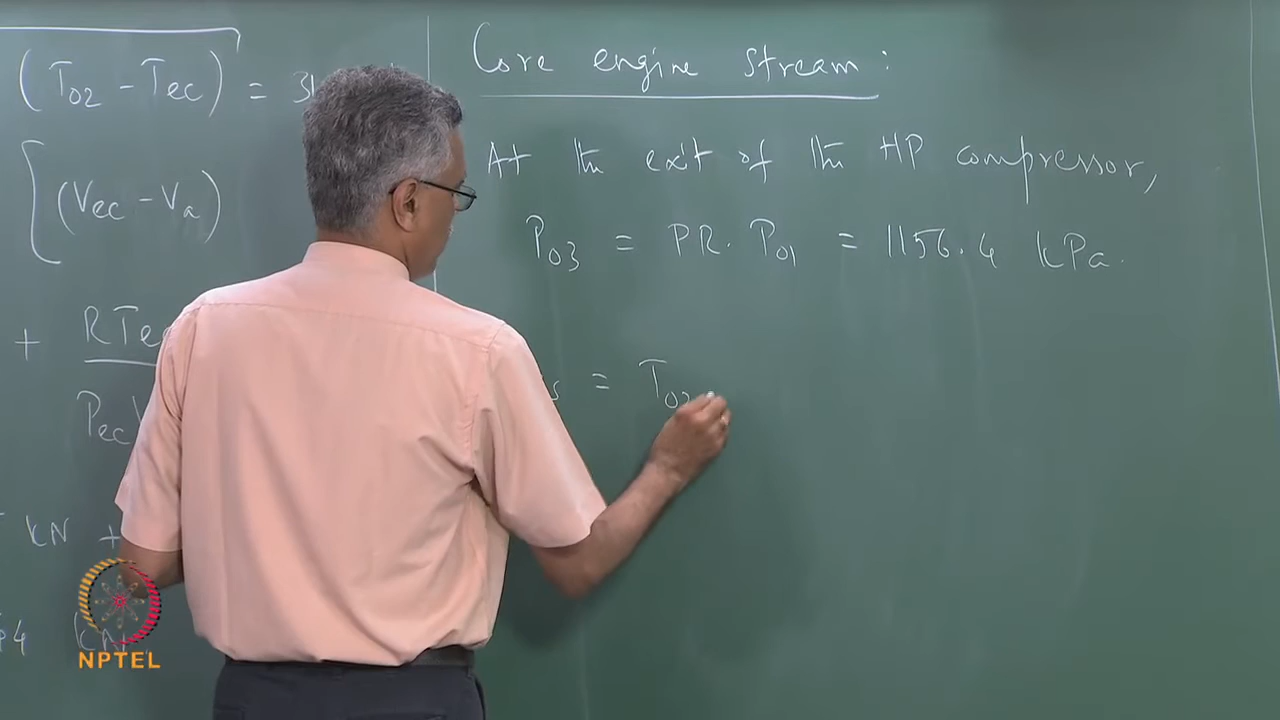 (T02 - Tec) = 31
{(Vec - Va)
+ RTec
Pec
kN +
kN
Core engine stream:
At the exit of the HP compressor,
P03 = PR. P01 = 1156.4 kPa.
s = T02
NPTEL